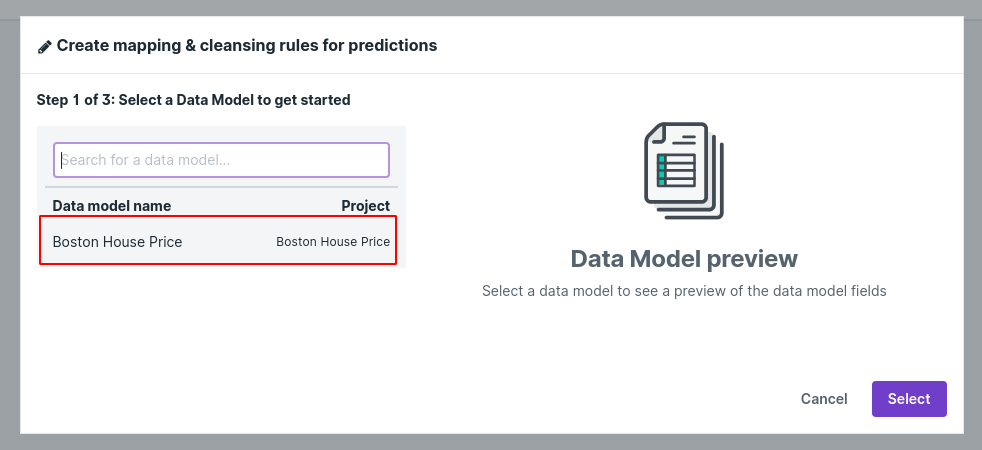 Create mapping & cleansing rules for predictions
Step 1 of 3: Select a Data Model to get started
Search for a data model...
Data model name Project
Boston House Price Boston House Price
Data Model preview
Select a data model to see a preview of the data model fields
Cancel Select